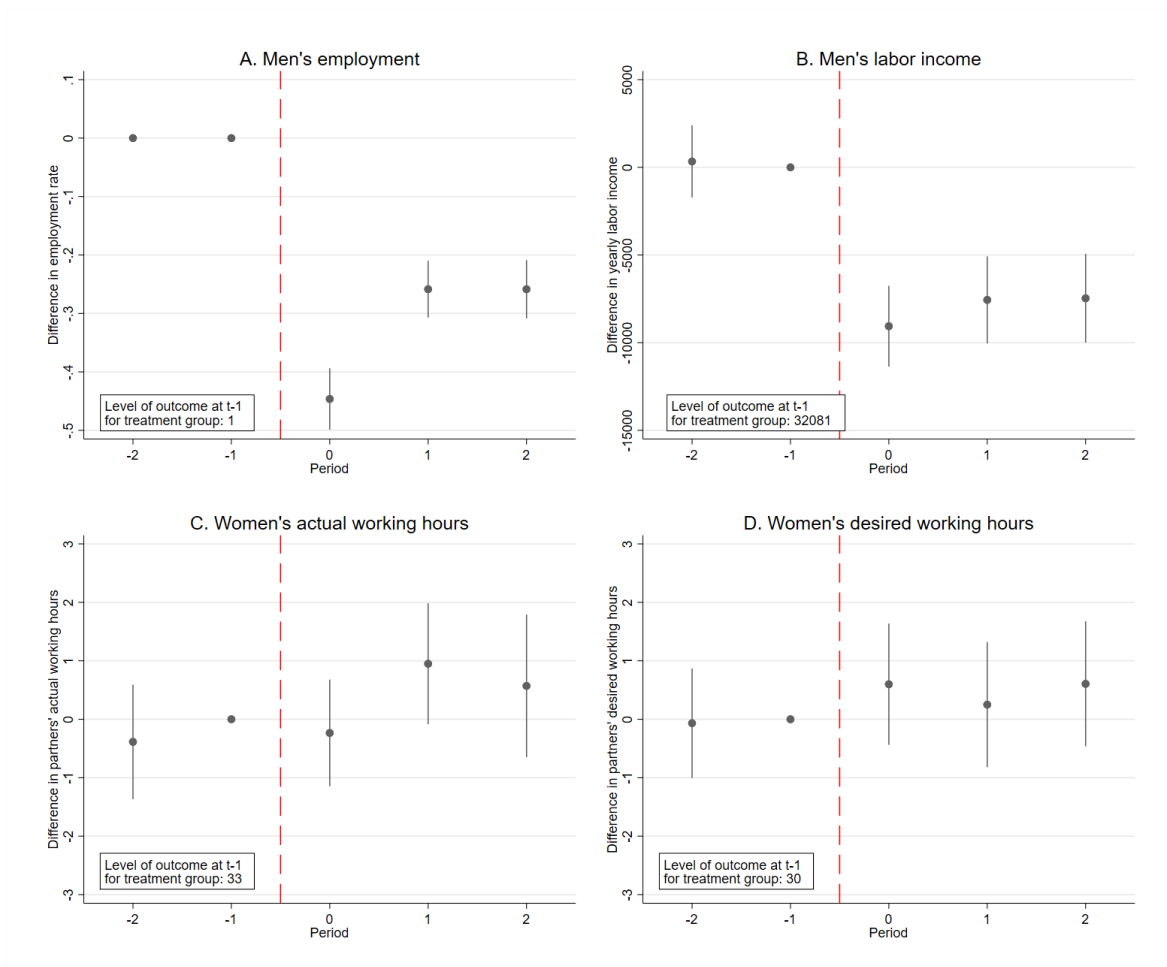 A. Men's employment
Difference in employment rate
.1
0
-.1
-.2
-.3
-.4
-.5
Level of outcome at t-1
for treatment group: 1
-2
-1
0
1
2
Period
B. Men's labor income
Difference in yearly labor income
5000
0
-5000
-10000
-15000
Level of outcome at t-1
for treatment group: 32081
-2
-1
0
1
2
Period
C. Women's actual working hours
Difference in partners' actual working hours
3
2
1
0
-1
-2
-3
Level of outcome at t-1
for treatment group: 33
-2
-1
0
1
2
Period
D. Women's desired working hours
Difference in partners' desired working hours
3
2
1
0
-1
-2
-3
Level of outcome at t-1
for treatment group: 30
-2
-1
0
1
2
Period